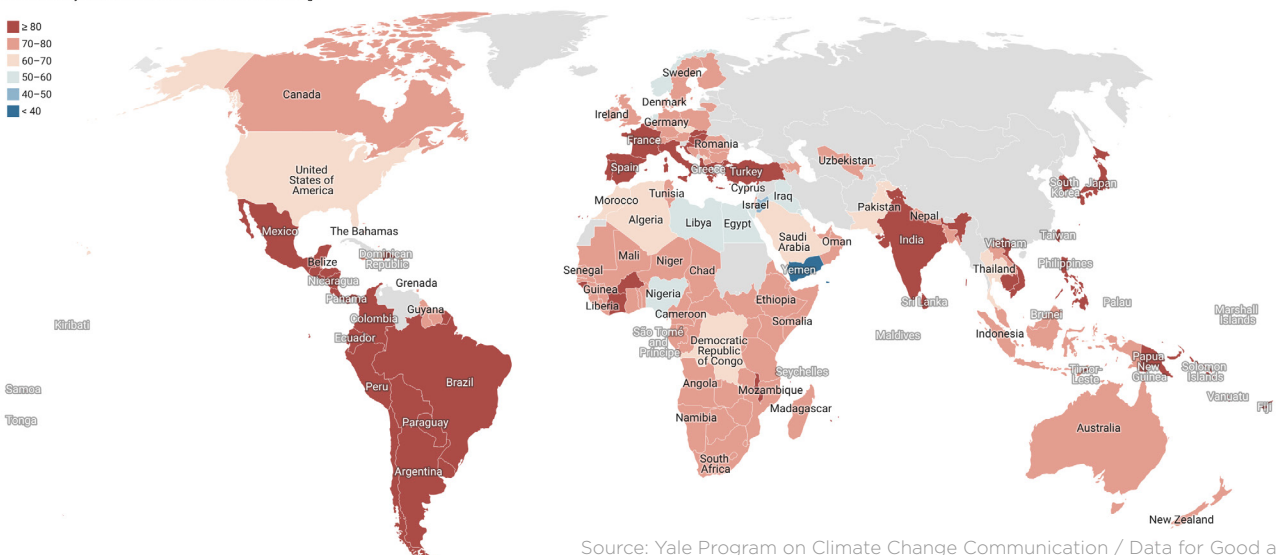 ≥ 80
70–80
60–70
50–60
40–50
< 40
Sweden
Canada
Denmark
Ireland
Germany
France
Romania
Uzbekistan
Spain
Greece
Turkey
United
States of
America
South
Korea
Japan
Cyprus
Iraq
Tunisia
Morocco
Israel
Pakistan
Nepal
Algeria
Libya
Egypt
Mexico
The Bahamas
Saudi
Arabia
Oman
India
Taiwan
Vietnam
Dominican
Republic
Belize
Mali
Niger
Chad
Senegal
Yemen
Thailand
Philippines
Nicaragua
Grenada
Guinea
Nigeria
Ethiopia
Panama
Liberia
Sri Lanka
Palau
Guyana
Cameroon
Marshall
Islands
Colombia
Somalia
Brunei
Kiribati
São Tomé
and
Principe
Maldives
Indonesia
Ecuador
Democratic
Republic
of Congo
Papua
New
Guinea
Solomon
Islands
Timor-
Leste
Seychelles
Peru
Brazil
Angola
Mozambique
Samoa
Vanuatu
Fiji
Madagascar
Tonga
Paraguay
Namibia
Australia
South
Africa
Argentina
New Zealand
Source: Yale Program on Climate Change Communication / Data for Good a